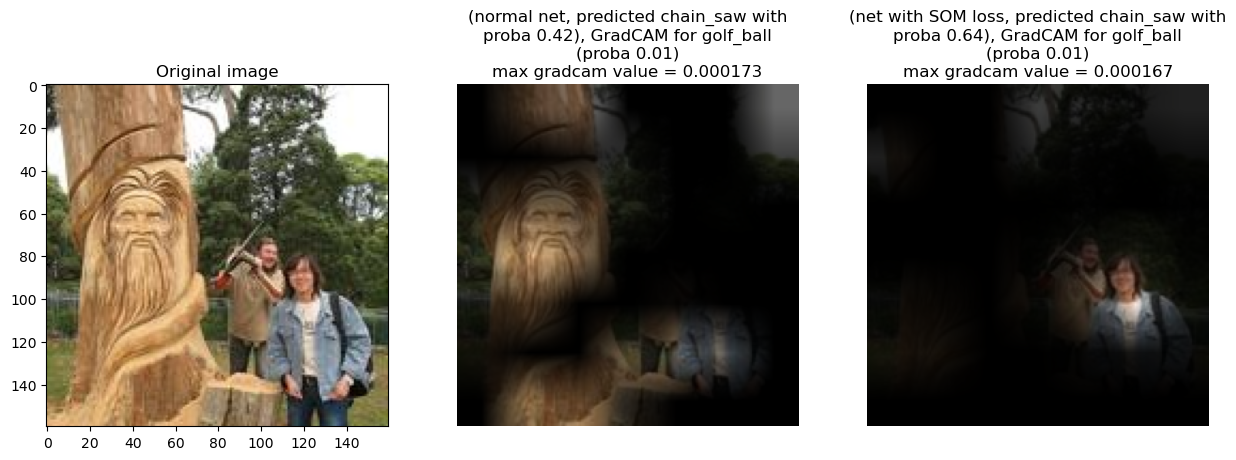 Original image
0
20
40
60
80
100
120
140
0 20 40 60 80 100 120 140
(normal net, predicted chain_saw with
proba 0.42), GradCAM for golf_ball
(proba 0.01)
max gradcam value = 0.000173
(net with SOM loss, predicted chain_saw with
proba 0.64), GradCAM for golf_ball
(proba 0.01)
max gradcam value = 0.000167